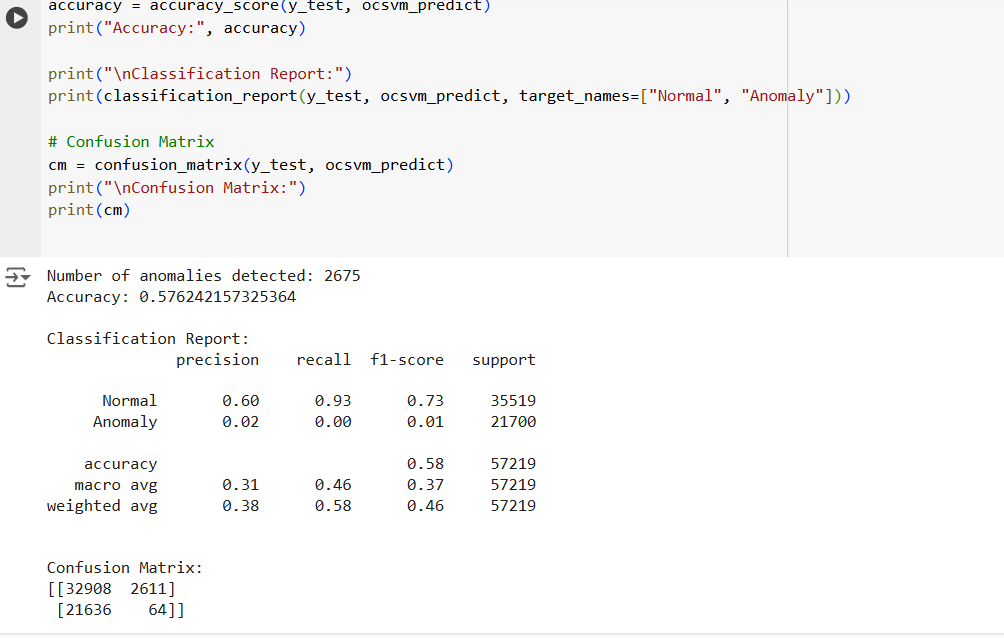 accuracy = accuracy_score(y_test, ocsvm_predict)
print("Accuracy:", accuracy)
print("\nClassification Report:")
print(classification_report(y_test, ocsvm_predict, target_names=["Normal", "Anomaly"]))
# Confusion Matrix
cm = confusion_matrix(y_test, ocsvm_predict)
print("\nConfusion Matrix:")
print(cm)
Number of anomalies detected: 2675
Accuracy: 0.576242157325364
Classification Report:
precision recall f1-score support
Normal 0.60 0.93 0.73 35519
Anomaly 0.02 0.00 0.01 21700
accuracy 0.58 57219
macro avg 0.31 0.46 0.37 57219
weighted avg 0.38 0.58 0.46 57219
Confusion Matrix:
[[32908 2611]
[21636 64]]